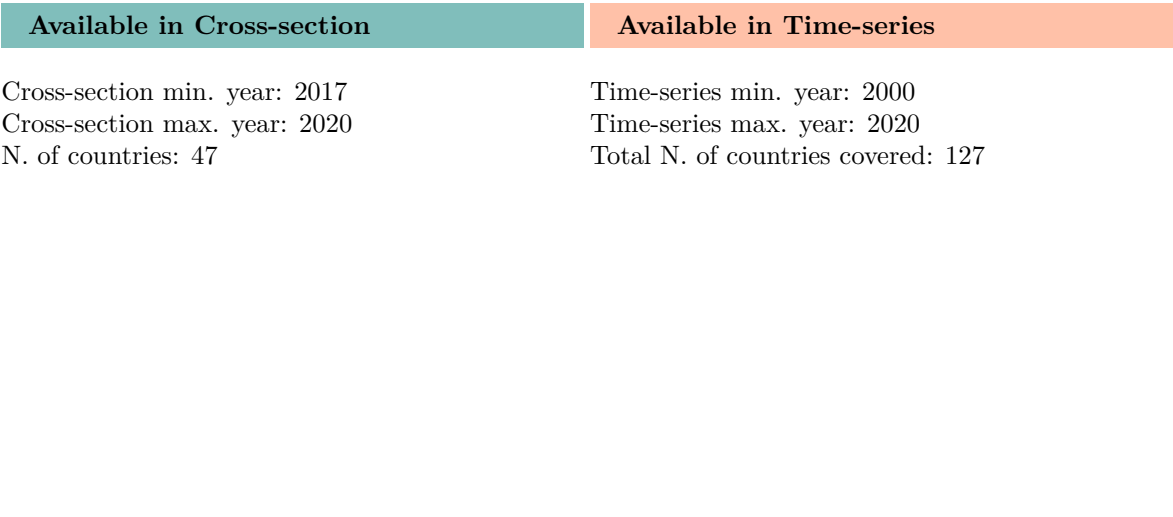 Available in Cross-section
Cross-section min. year: 2017
Cross-section max. year: 2020
N. of countries: 47
Available in Time-series
Time-series min. year: 2000
Time-series max. year: 2020
Total N. of countries covered: 127